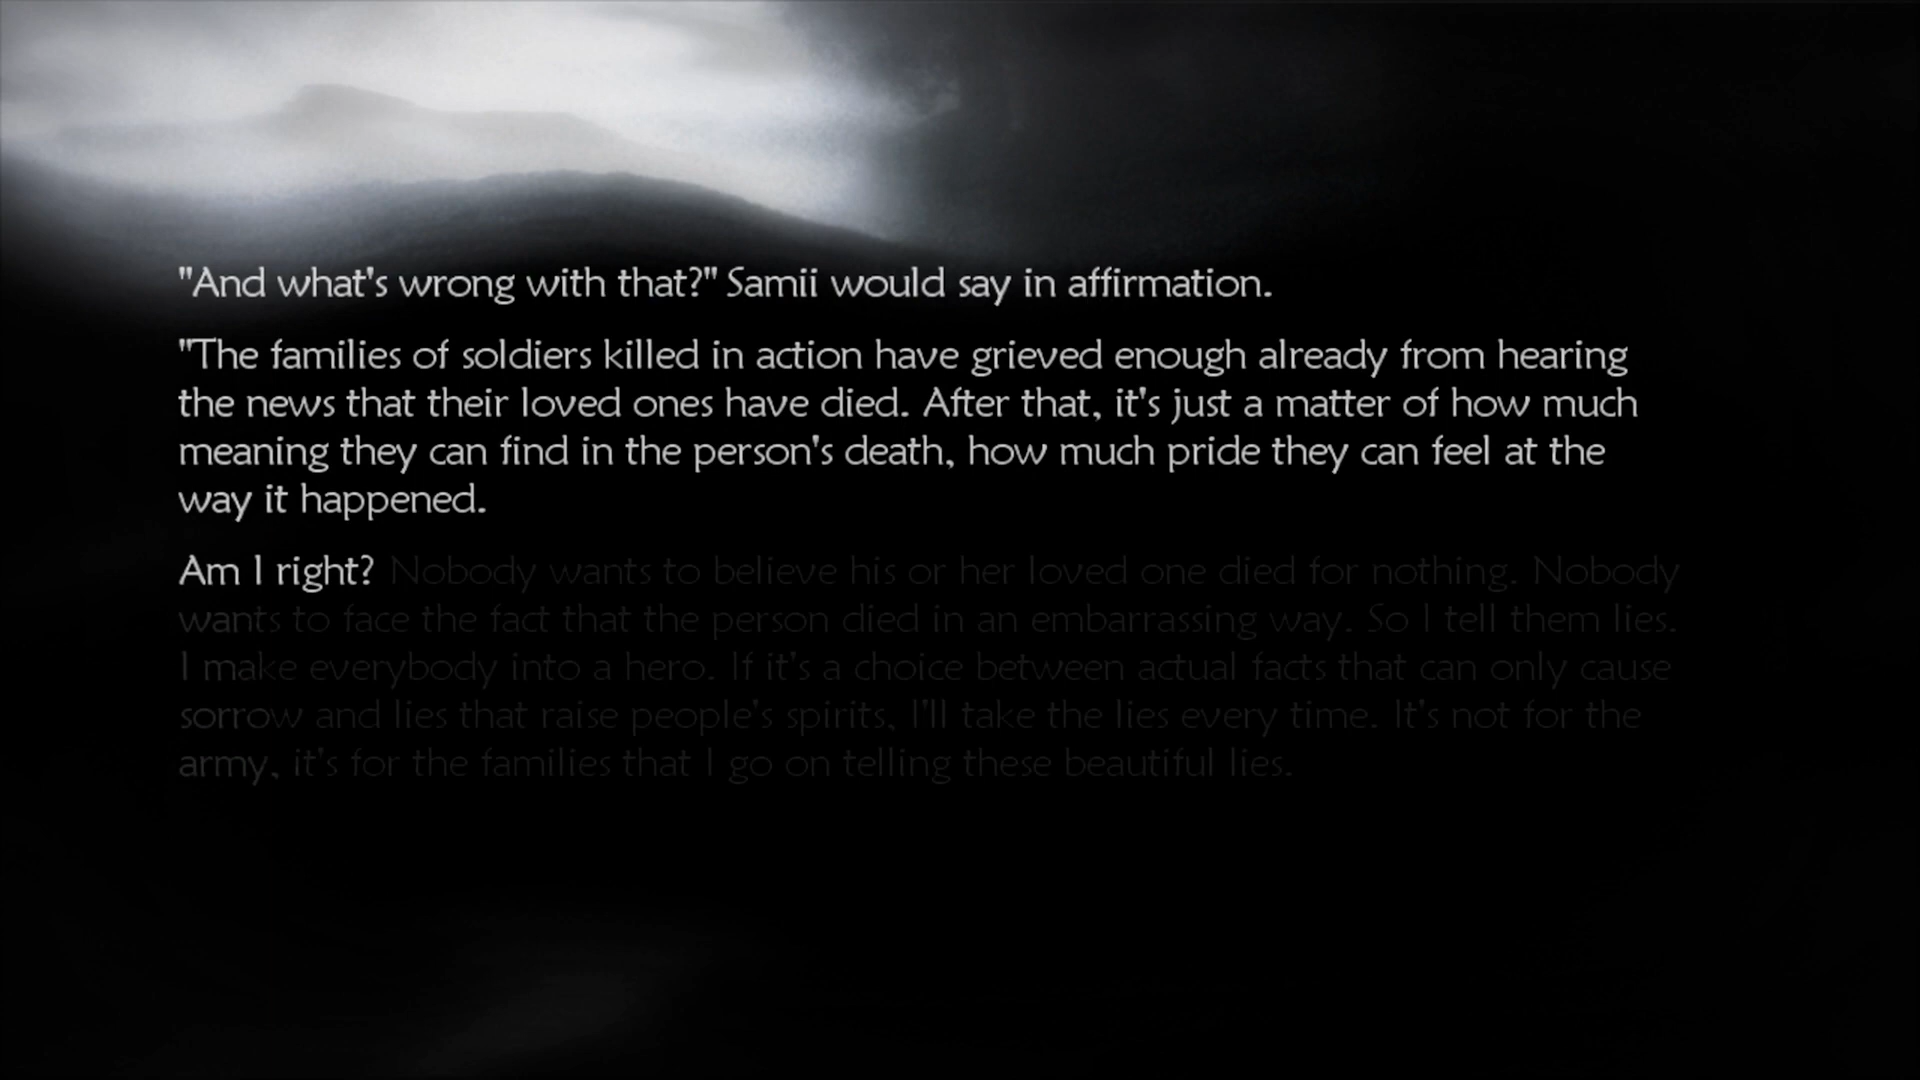 "And what's wrong with that?" Samii would say in affirmation.
"The families of soldiers killed in action have grieved enough already from hearing
the news that their loved ones have died. After that, it's just a matter of how much
meaning they can find in the person's death, how much pride they can feel at the
way it happened.
Am I right? Nobody wants to believe his or her loved one died for nothing. Nobody
wants to face the fact that the person died in an embarrassing way. So I tell them lies.
I make everybody into a hero. If it's a choice between actual facts that can only cause
sorrow and lies that raise people's spirits, I'll take the lies every time. It's not for the
army, it's for the families that I go on telling these beautiful lies.